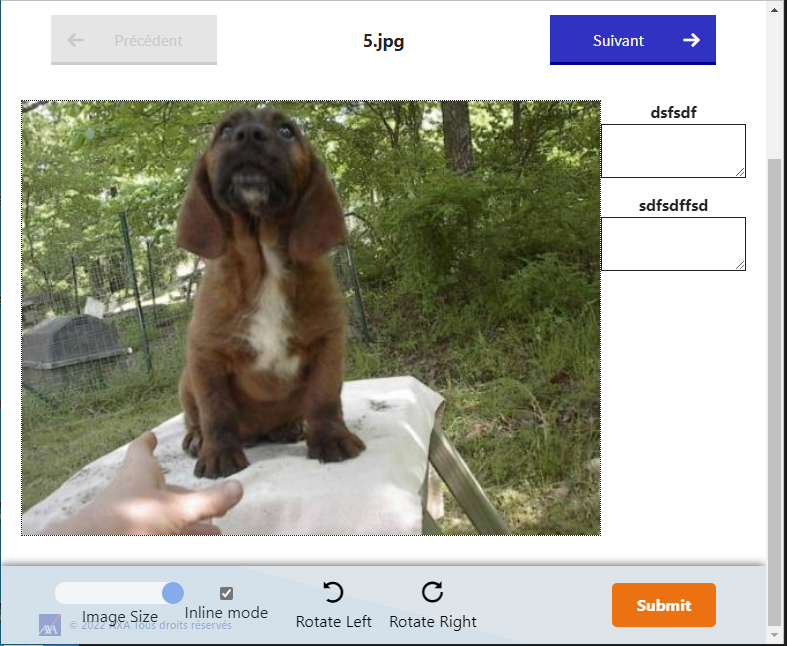 Précédent
5.jpg
Suivant
dsfsdf
sdfsdffsd
Image Size
Inline mode
Rotate Left
Rotate Right
Submit
© 2022 AXA Tous droits réservés